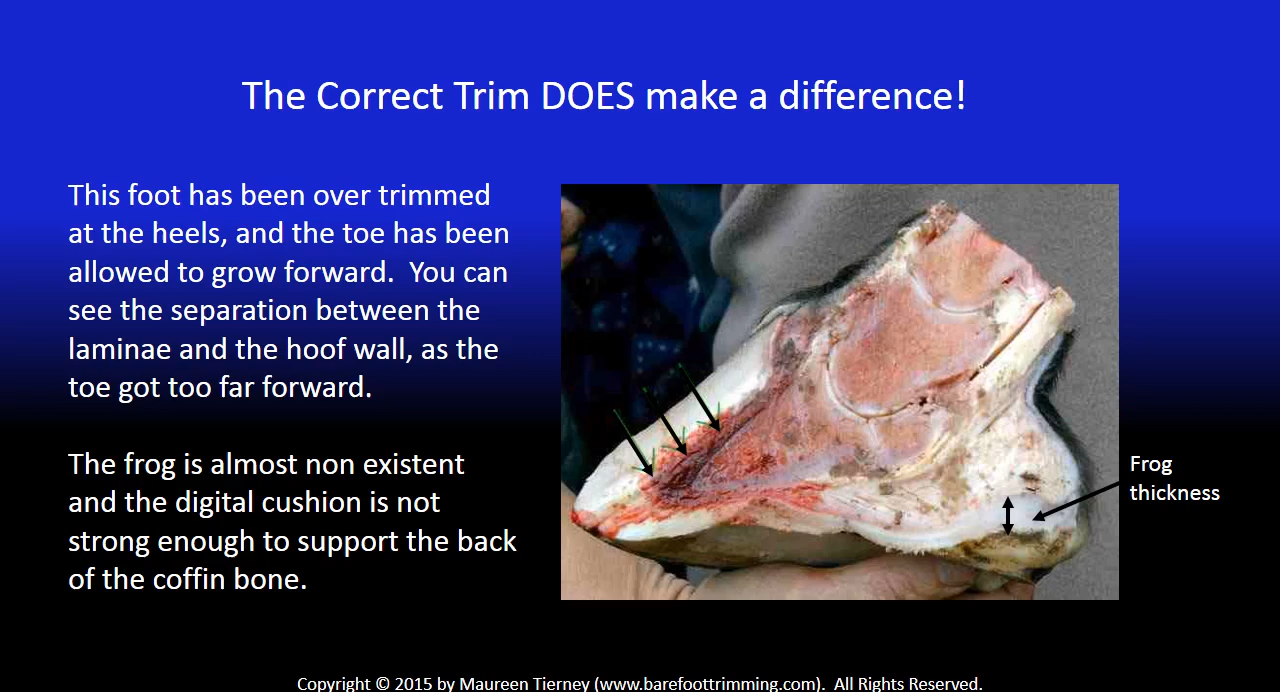 The Correct Trim DOES make a difference!
This foot has been over trimmed
at the heels, and the toe has been
allowed to grow forward.  You can
see the separation between the
laminae and the hoof wall, as the
toe got too far forward.
The frog is almost non existent
and the digital cushion is not
strong enough to support the back
of the coffin bone.
Frog
thickness
Copyright © 2015 by Maureen Tierney (www.barefoottrimming.com).  All Rights Reserved.